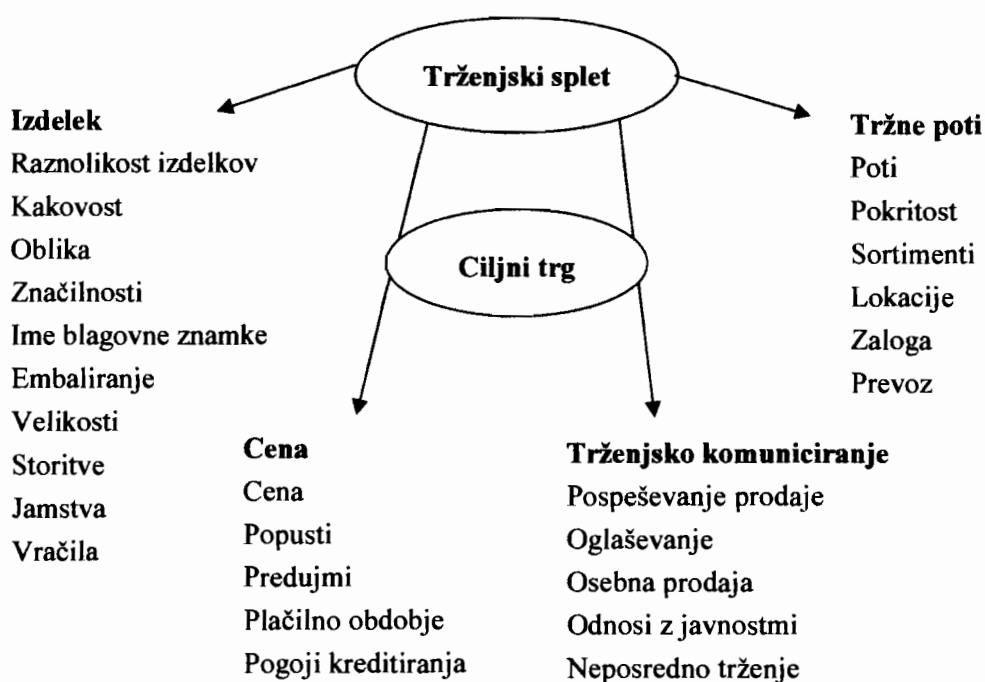 Trženjski splet
Ciljni trg
Izdelek
Raznolikost izdelkov
Kakovost
Oblika
Značilnosti
Ime blagovne znamke
Embaliranje
Velikosti
Storitve
Jamstva
Vračila
Cena
Cena
Popusti
Predujmi
Plačilno obdobje
Pogoji kreditiranja
Trženjsko komuniciranje
Pospeševanje prodaje
Oglaševanje
Osebna prodaja
Odnosi z javnostmi
Neposredno trženje
Tržne poti
Poti
Pokritost
Sortimenti
Lokacije
Zaloga
Prevoz